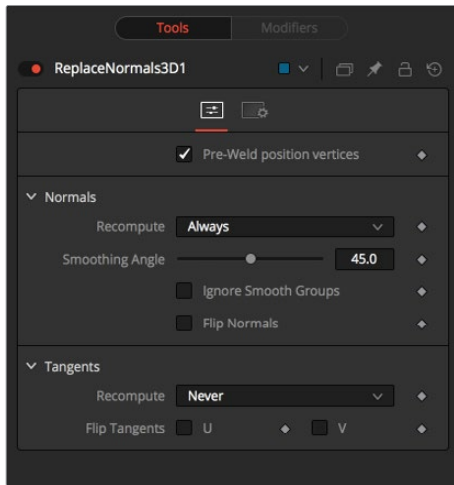 Tools Modifiers
ReplaceNormals3D1
Pre-Weld position vertices
Normals
Recompute Always
Smoothing Angle 45.0
Ignore Smooth Groups
Flip Normals
Tangents
Recompute Never
Flip Tangents U V